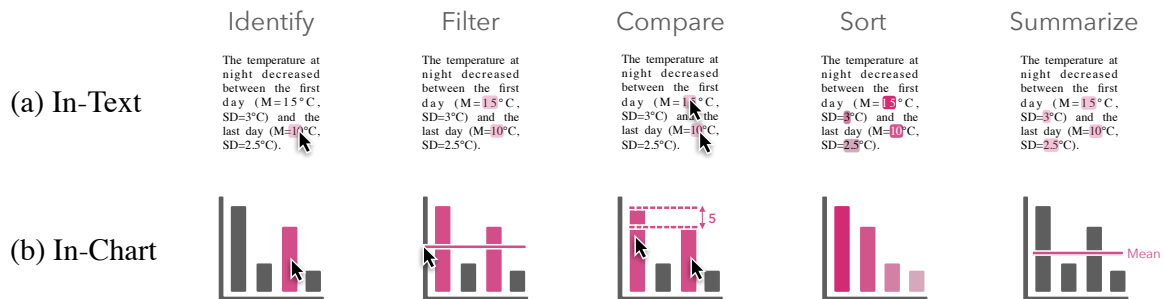 Identify
Filter
Compare
Sort
Summarize
(a) In-Text
The temperature at
night decreased
between the first
day (M=15°C,
SD=3°C) and the
last day (M=10°C,
SD=2.5°C).
The temperature at
night decreased
between the first
day (M=15°C,
SD=3°C) and the
last day (M=10°C,
SD=2.5°C).
The temperature at
night decreased
between the first
day (M=15°C,
SD=3°C) and the
last day (M=10°C,
SD=2.5°C).
The temperature at
night decreased
between the first
day (M=15°C,
SD=3°C) and the
last day (M=10°C,
SD=2.5°C).
The temperature at
night decreased
between the first
day (M=15°C,
SD=3°C) and the
last day (M=10°C,
SD=2.5°C).
(b) In-Chart
5
Mean